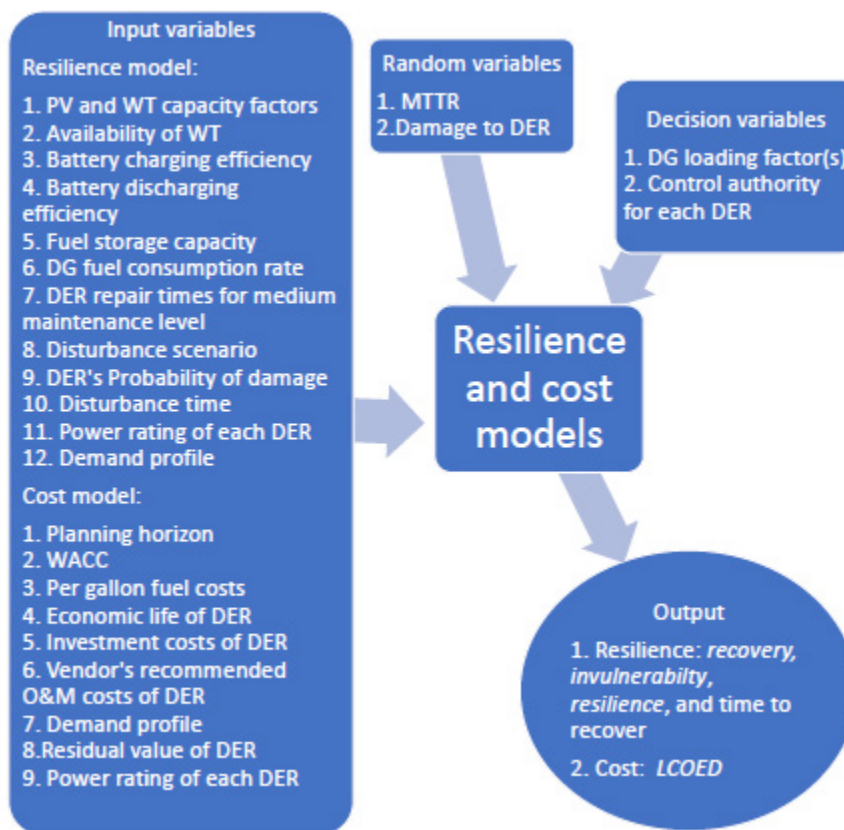 Input variables
Resilience model:
1. PV and WT capacity factors
2. Availability of WT
3. Battery charging efficiency
4. Battery discharging
efficiency
5. Fuel storage capacity
6. DG fuel consumption rate
7. DER repair times for medium
maintenance level
8. Disturbance scenario
9. DER's Probability of damage
10. Disturbance time
11. Power rating of each DER
12. Demand profile
Cost model:
1. Planning horizon
2. WACC
3. Per gallon fuel costs
4. Economic life of DER
5. Investment costs of DER
6. Vendor's recommended
O&M costs of DER
7. Demand profile
8.Residual value of DER
9. Power rating of each DER
Random variables
1. MTTR
2.Damage to DER
Decision variables
1. DG loading factor(s)
2. Control authority
for each DER
Resilience
and cost
models
Output
1. Resilience: recovery,
invulnerabilty,
resilience, and time to
recover
2. Cost: LCOED